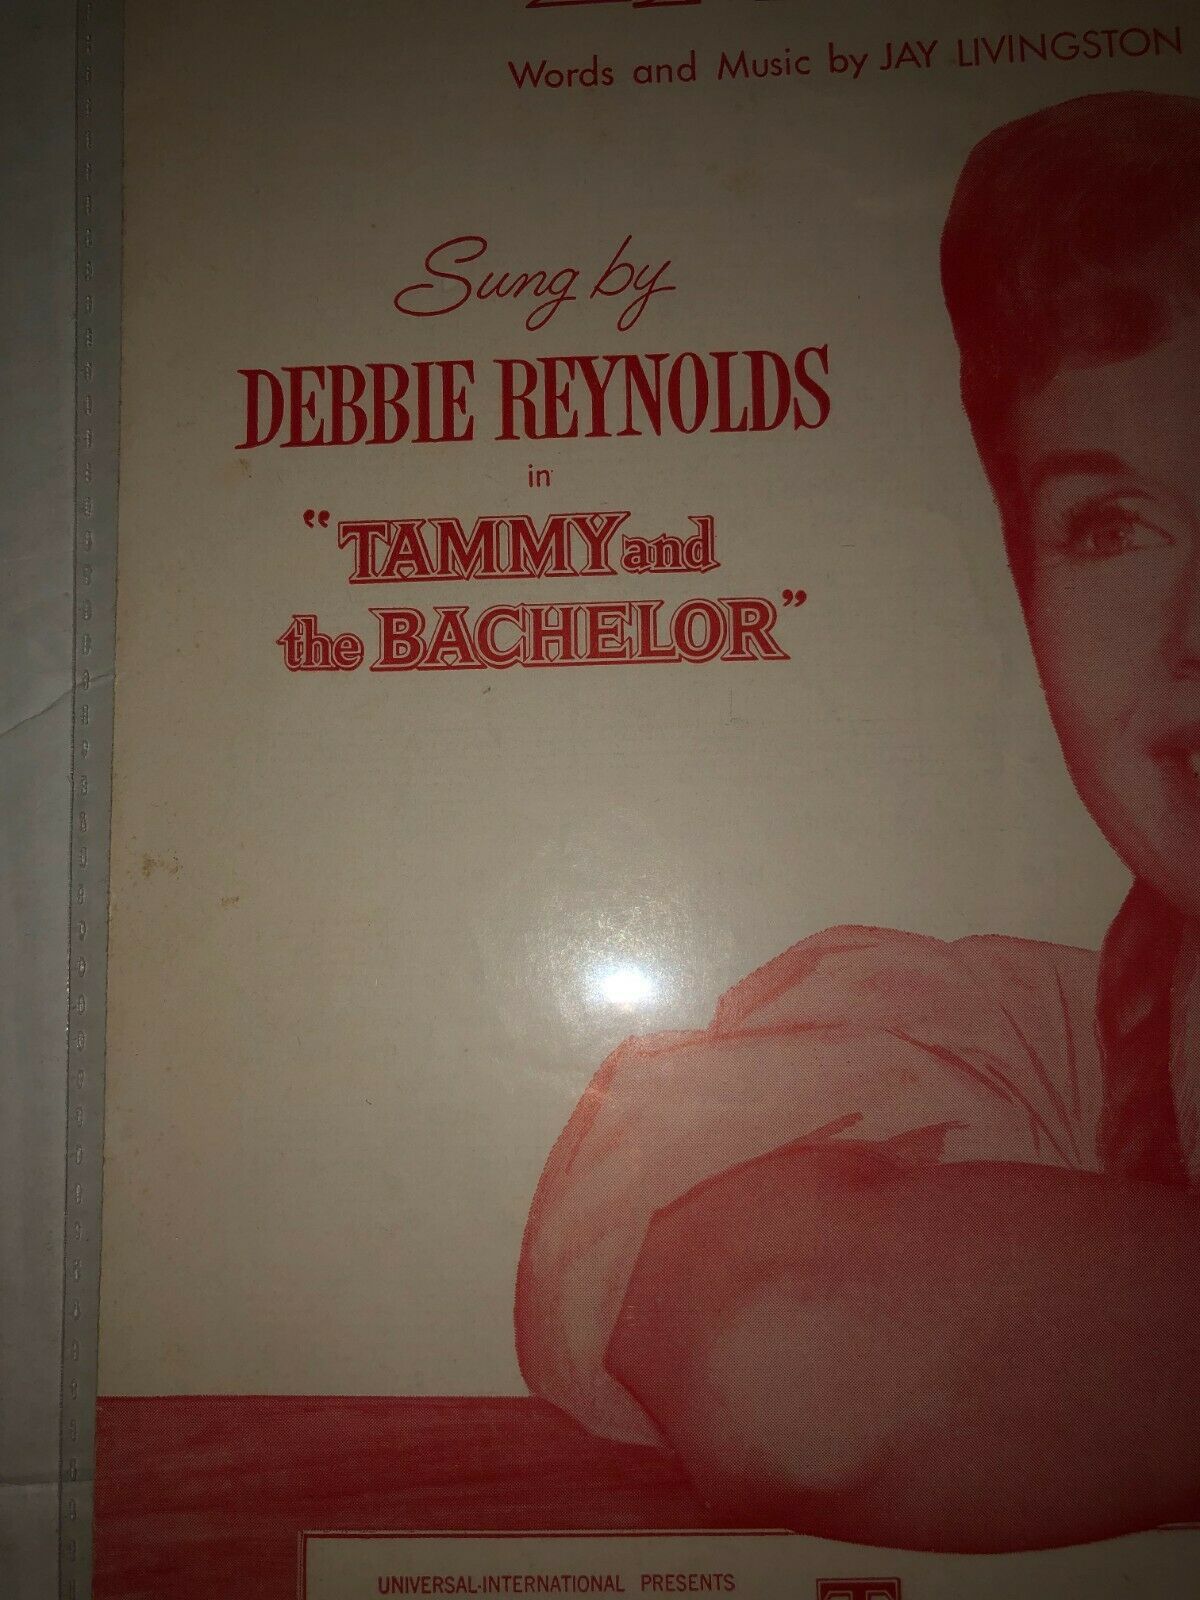 Words and Music by JAY LIVINGSTON
Sung by
DEBBIE REYNOLDS
in
"TAMMY and
the BACHELOR"
UNIVERSAL-INTERNATIONAL PRESENTS